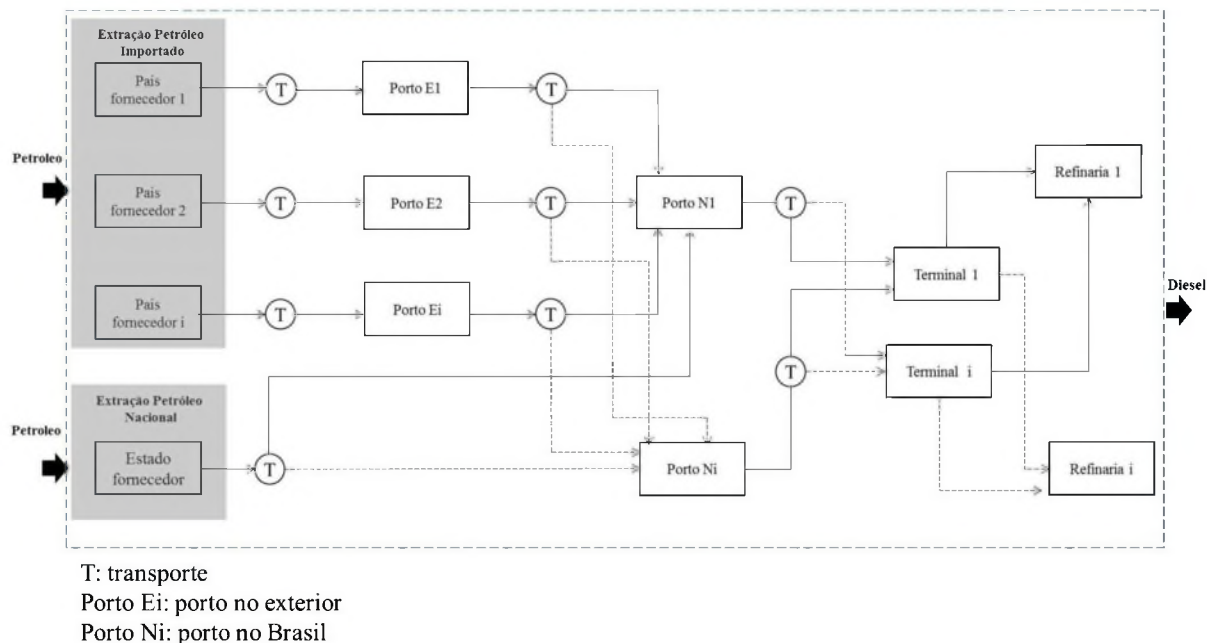 Extração Petróleo
Importado
País
fornecedor 1
T
Porto E1
T
Petroleo
País
fornecedor 2
T
Porto E2
T
Porto N1
T
Refinaria 1
País
fornecedor i
T
Porto Ei
T
Terminal 1
Diesel
Terminal i
T
Extração Petróleo
Nacional
Petroleo
Estado
fornecedor
T
Porto Ni
Refinaria i
T: transporte
Porto Ei: porto no exterior
Porto Ni: porto no Brasil